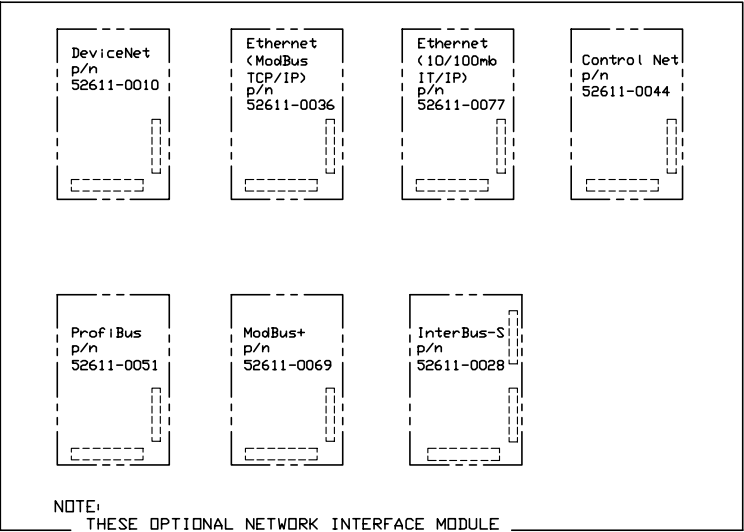 DeviceNet
p/n
52611-0010
Ethernet
(ModBus
TCP/IP)
p/n
52611-0036
Ethernet
(10/100mb
IT/IP)
p/n
52611-0077
Control Net
p/n
52611-0044
ProfiBus
p/n
52611-0051
ModBus+
p/n
52611-0069
InterBus-S
p/n
52611-0028
NOTE:
THESE OPTIONAL NETWORK INTERFACE MODULE